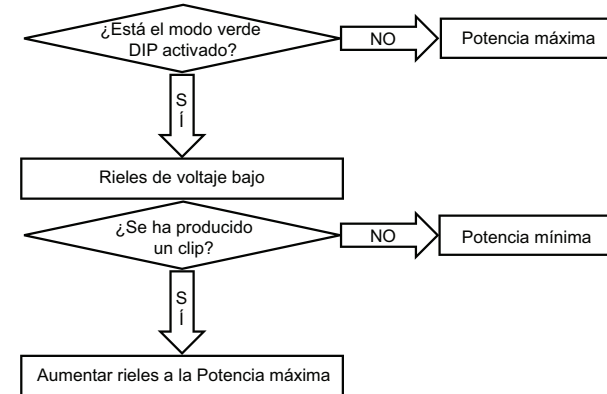 ¿Está el modo verde
DIP activado?
NO
Potencia máxima
S
Í
Rieles de voltaje bajo
¿Se ha producido
un clip?
NO
Potencia mínima
S
Í
Aumentar rieles a la Potencia máxima